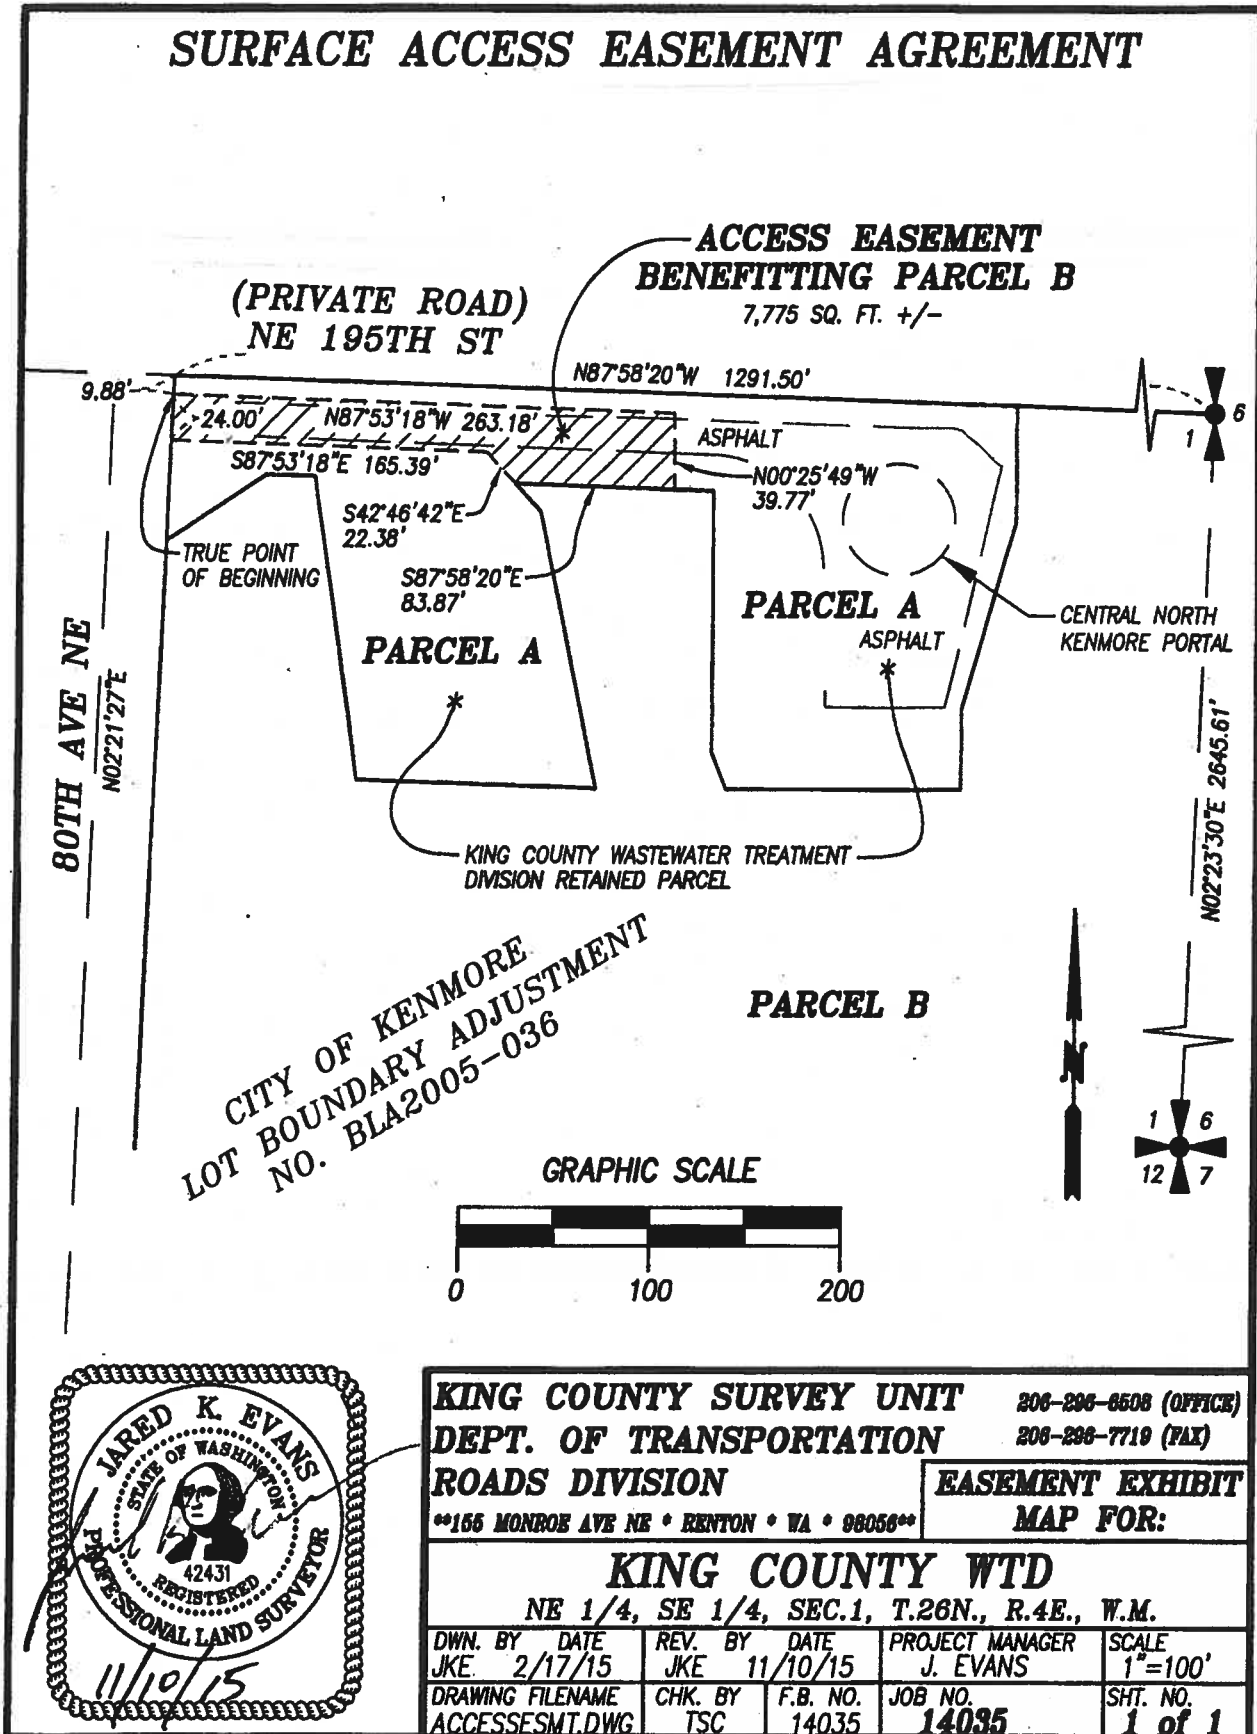 SURFACE ACCESS EASEMENT AGREEMENT
ACCESS EASEMENT
BENEFITTING PARCEL B
7,775 SQ. FT. +/-
(PRIVATE ROAD)
NE 195TH ST
N87°58'20"W 1291.50'
9.88'
24.00'
N87°53'18"W 263.18'
ASPHALT
6
1
S87°53'18"E 165.39'
N00°25'49"W
39.77'
S42°46'42"E
22.38'
TRUE POINT
OF BEGINNING
S87°58'20"E
83.87'
PARCEL A
PARCEL A
ASPHALT
CENTRAL NORTH
KENMORE PORTAL
80TH AVE NE
N02°21'27"E
N02°23'30"E 2645.61'
KING COUNTY WASTEWATER TREATMENT
DIVISION RETAINED PARCEL
CITY OF KENMORE
LOT BOUNDARY ADJUSTMENT
NO. BLA2005-036
PARCEL B
N
1 6
12 7
GRAPHIC SCALE
0 100 200
JARED K. EVANS
STATE OF WASHINGTON
42431
REGISTERED
PROFESSIONAL LAND SURVEYOR
11/10/15
KING COUNTY SURVEY UNIT 206-296-6508 (OFFICE)
DEPT. OF TRANSPORTATION 206-296-7719 (FAX)
ROADS DIVISION
**155 MONROE AVE NE * RENTON * WA * 98056**
EASEMENT EXHIBIT
MAP FOR:
KING COUNTY WTD
NE 1/4, SE 1/4, SEC.1, T.26N., R.4E., W.M.
DWN. BY DATE REV. BY DATE PROJECT MANAGER SCALE
JKE 2/17/15 JKE 11/10/15 J. EVANS 1"=100'
DRAWING FILENAME CHK. BY F.B. NO. JOB NO. SHT. NO.
ACCESSESMT.DWG TSC 14035 14035 1 of 1